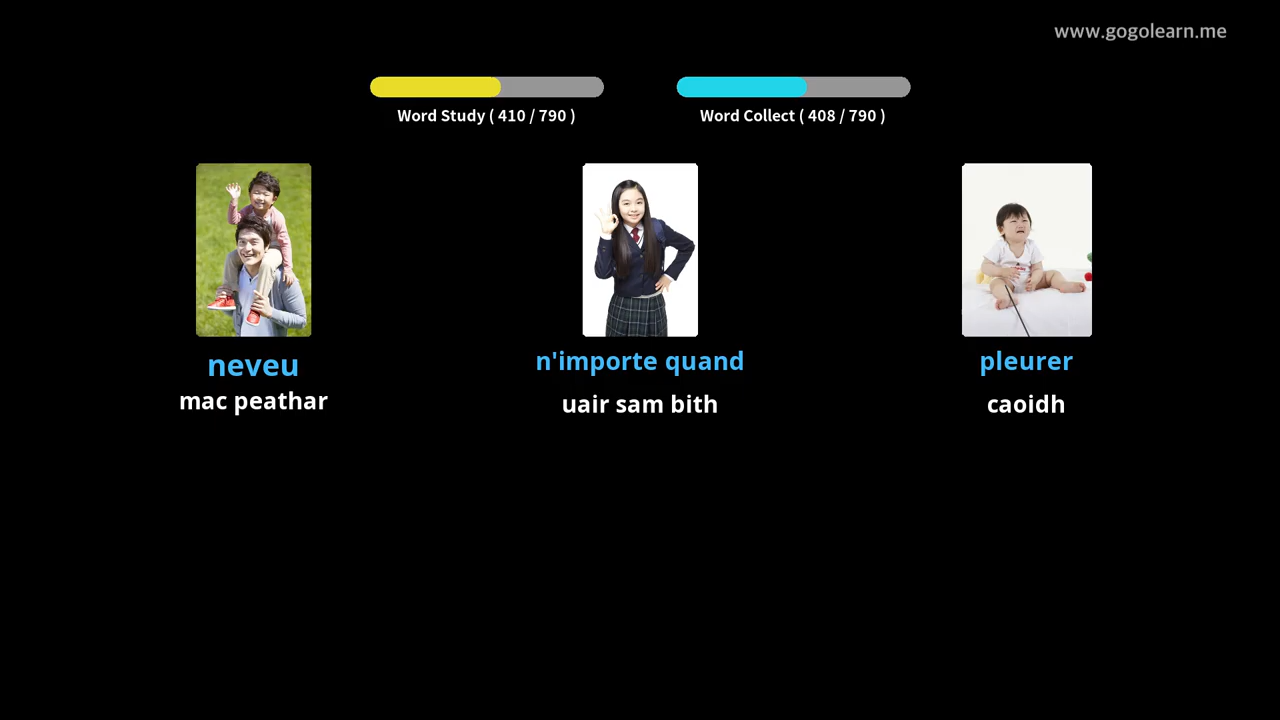 www.gogolearn.me
Word Study ( 410 / 790 )
Word Collect ( 408 / 790 )
neveu
mac peathar
n'importe quand
uair sam bith
pleurer
caoidh